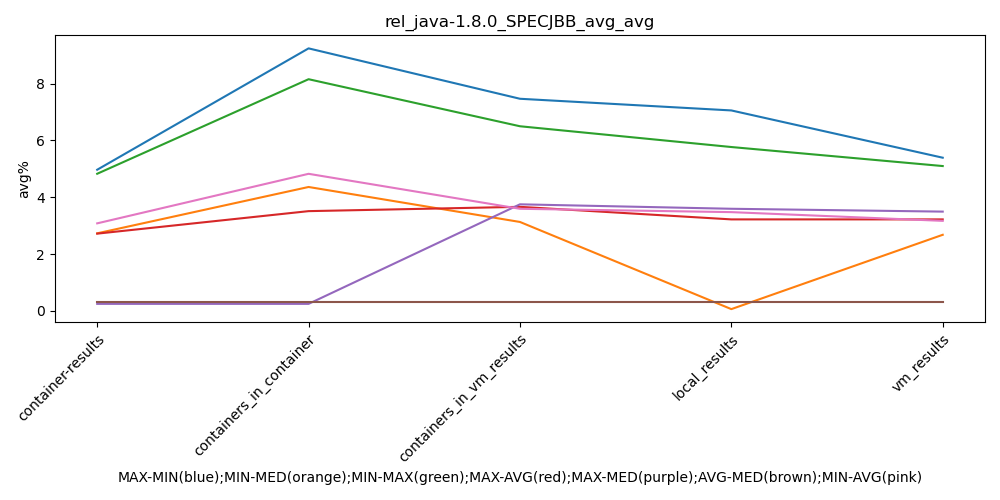 rel_java-1.8.0_SPECJBB_avg_avg
avg%
8
6
4
2
0
container-results
containers_in_container
containers_in_vm_results
local_results
vm_results
MAX-MIN(blue);MIN-MED(orange);MIN-MAX(green);MAX-AVG(red);MAX-MED(purple);AVG-MED(brown);MIN-AVG(pink)